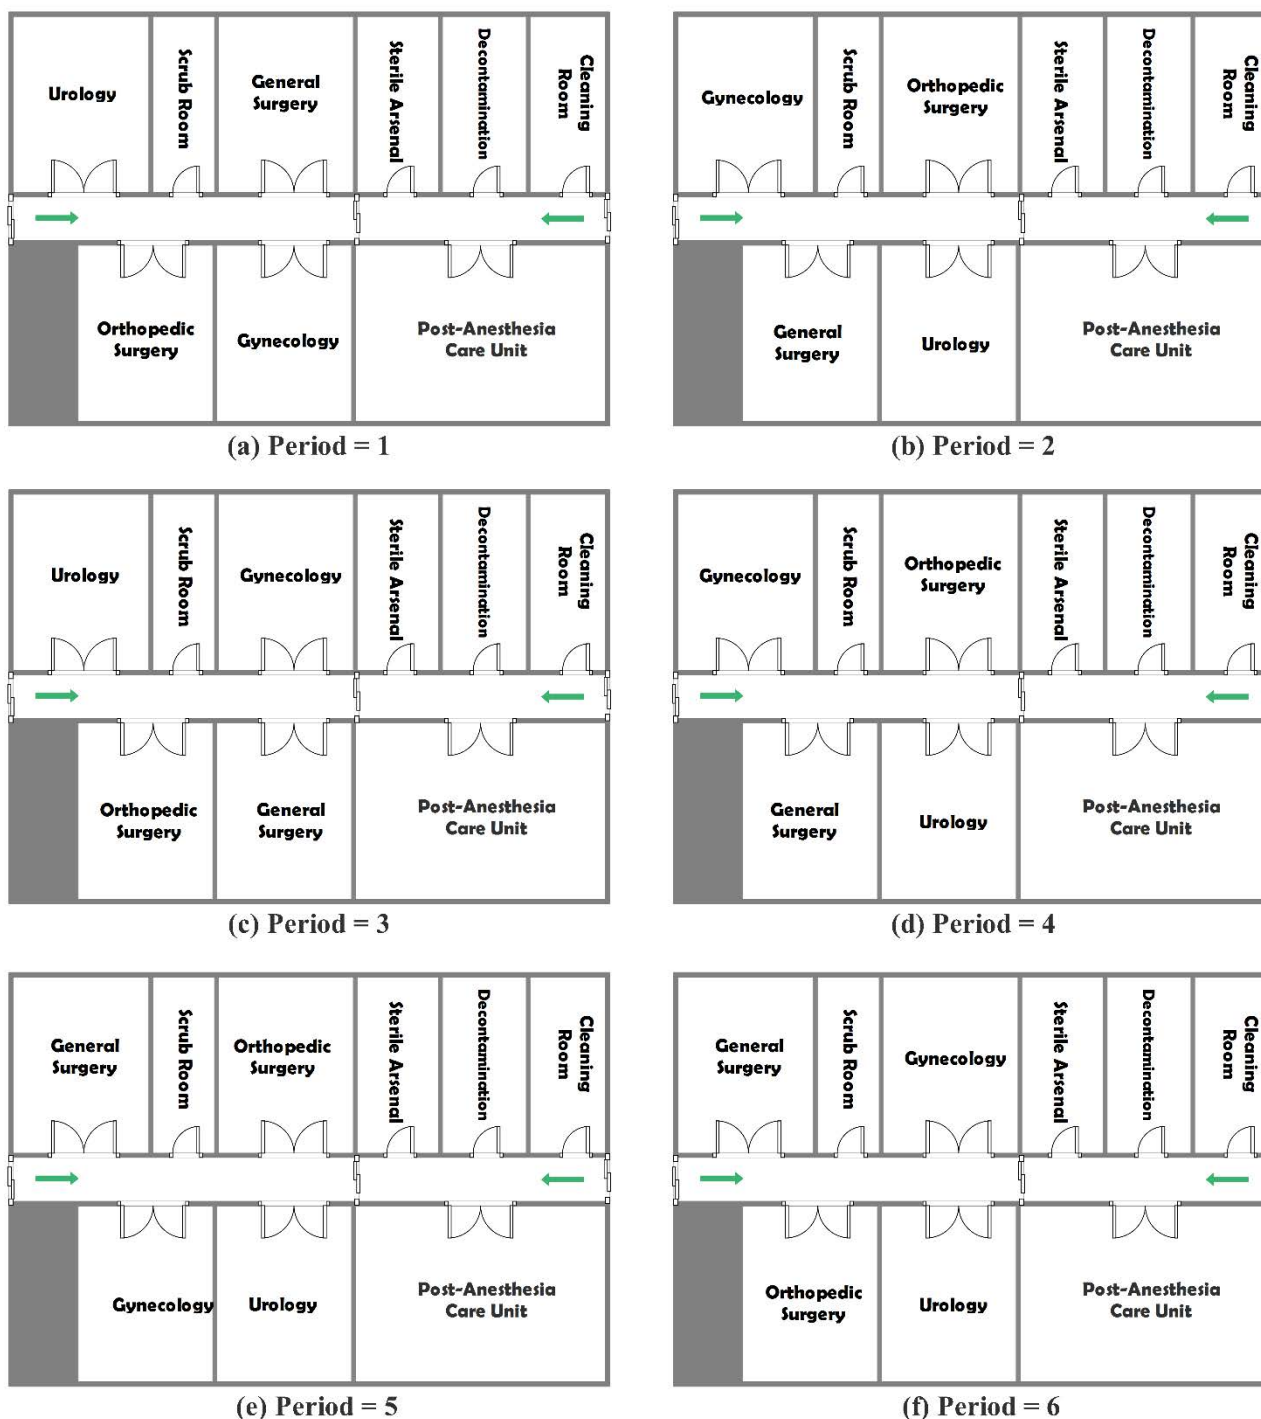 Urology
Scrub Room
General
Surgery
Sterile Arsenal
Decontamination
Cleaning
Room
Orthopedic
Surgery
Gynecology
Post-Anesthesia
Care Unit
(a) Period = 1
Gynecology
Scrub Room
Orthopedic
Surgery
Sterile Arsenal
Decontamination
Cleaning
Room
General
Surgery
Urology
Post-Anesthesia
Care Unit
(b) Period = 2
Urology
Scrub Room
Gynecology
Sterile Arsenal
Decontamination
Cleaning
Room
Orthopedic
Surgery
General
Surgery
Post-Anesthesia
Care Unit
(c) Period = 3
Gynecology
Scrub Room
Orthopedic
Surgery
Sterile Arsenal
Decontamination
Cleaning
Room
General
Surgery
Urology
Post-Anesthesia
Care Unit
(d) Period = 4
General
Surgery
Scrub Room
Orthopedic
Surgery
Sterile Arsenal
Decontamination
Cleaning
Room
Gynecology
Urology
Post-Anesthesia
Care Unit
(e) Period = 5
General
Surgery
Scrub Room
Gynecology
Sterile Arsenal
Decontamination
Cleaning
Room
Orthopedic
Surgery
Urology
Post-Anesthesia
Care Unit
(f) Period = 6